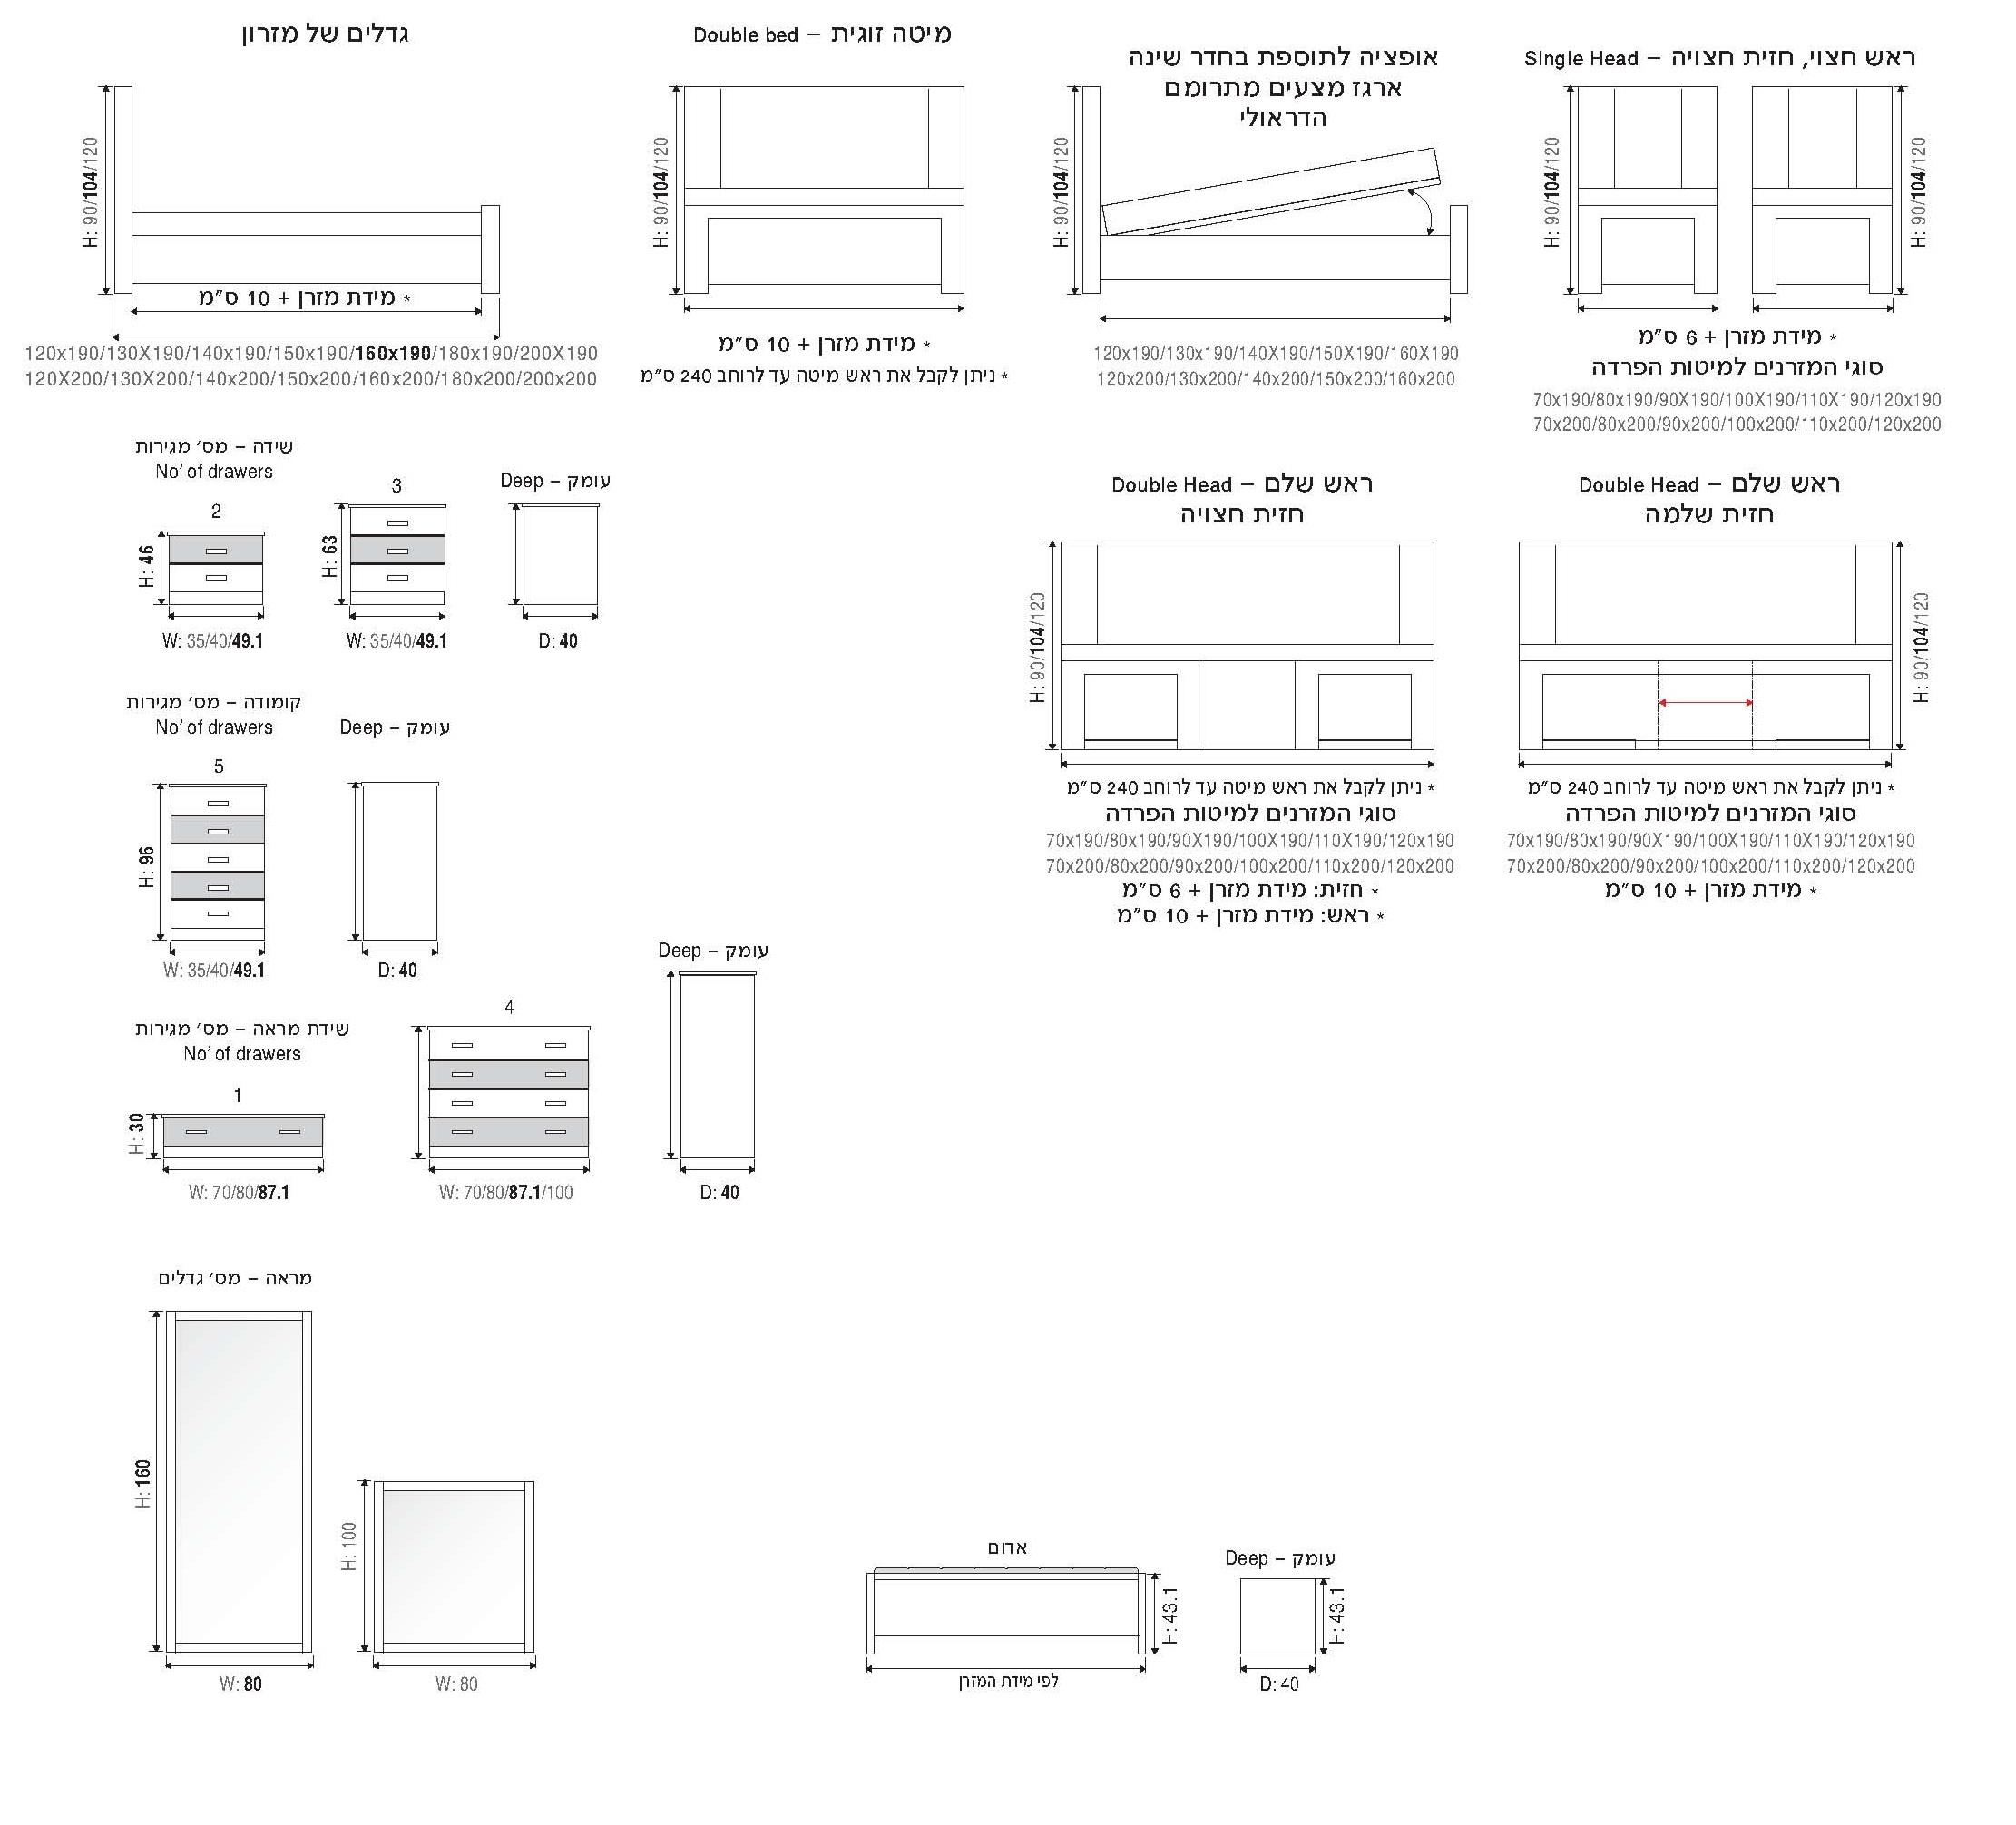 גדלים של מזרון
H: 90/104/120
* מידת מזרן + 10 ס"מ
120x190/130X190/140x190/150x190/160x190/180x190/200X190
120X200/130X200/140x200/150x200/160x200/180x200/200x200
מיטה זוגית – Double bed
H: 90/104/120
* מידת מזרן + 10 ס"מ
* ניתן לקבל את ראש מיטה עד לרוחב 240 ס"מ
אופציה לתוספת בחדר שינה
ארגז מצעים מתרומם
הדראולי
H: 90/104/120
120x190/130x190/140X190/150X190/160X190
120x200/130x200/140x200/150x200/160x200
ראש חצוי, חזית חצויה – Single Head
H: 90/104/120
H: 90/104/120
* מידת מזרן + 6 ס"מ
סוגי המזרנים למיטות הפרדה
70x190/80x190/90X190/100X190/110X190/120x190
70x200/80x200/90x200/100x200/110x200/120x200
שידה – מס' מגירות
No' of drawers
2
H: 46
W: 35/40/49.1
3
H: 63
W: 35/40/49.1
עומק – Deep
D: 40
ראש שלם – Double Head
חזית חצויה
H: 90/104/120
* ניתן לקבל את ראש מיטה עד לרוחב 240 ס"מ
סוגי המזרנים למיטות הפרדה
70x190/80x190/90X190/100X190/110X190/120x190
70x200/80x200/90x200/100x200/110x200/120x200
* חזית: מידת מזרן + 6 ס"מ
* ראש: מידת מזרן + 10 ס"מ
ראש שלם – Double Head
חזית שלמה
H: 90/104/120
* ניתן לקבל את ראש מיטה עד לרוחב 240 ס"מ
סוגי המזרנים למיטות הפרדה
70x190/80x190/90X190/100X190/110X190/120x190
70x200/80x200/90x200/100x200/110x200/120x200
* מידת מזרן + 10 ס"מ
קומודה – מס' מגירות
No' of drawers
5
H: 96
W: 35/40/49.1
עומק – Deep
D: 40
שידת מראה – מס' מגירות
No' of drawers
1
H: 30
W: 70/80/87.1
4
W: 70/80/87.1/100
עומק – Deep
D: 40
מראה – מס' גדלים
H: 160
W: 80
H: 100
W: 80
אדום
H: 43.1
לפי מידת המזרן
עומק – Deep
H: 43.1
D: 40